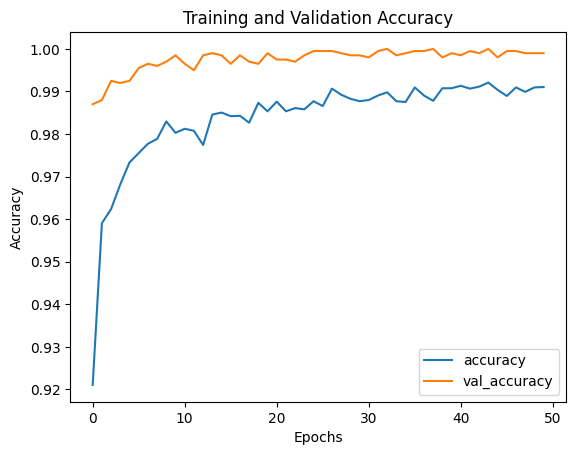 Training and Validation Accuracy
1.00
0.99
0.98
0.97
0.96
0.95
0.94
0.93
0.92
Accuracy
accuracy
val_accuracy
0 10 20 30 40 50
Epochs